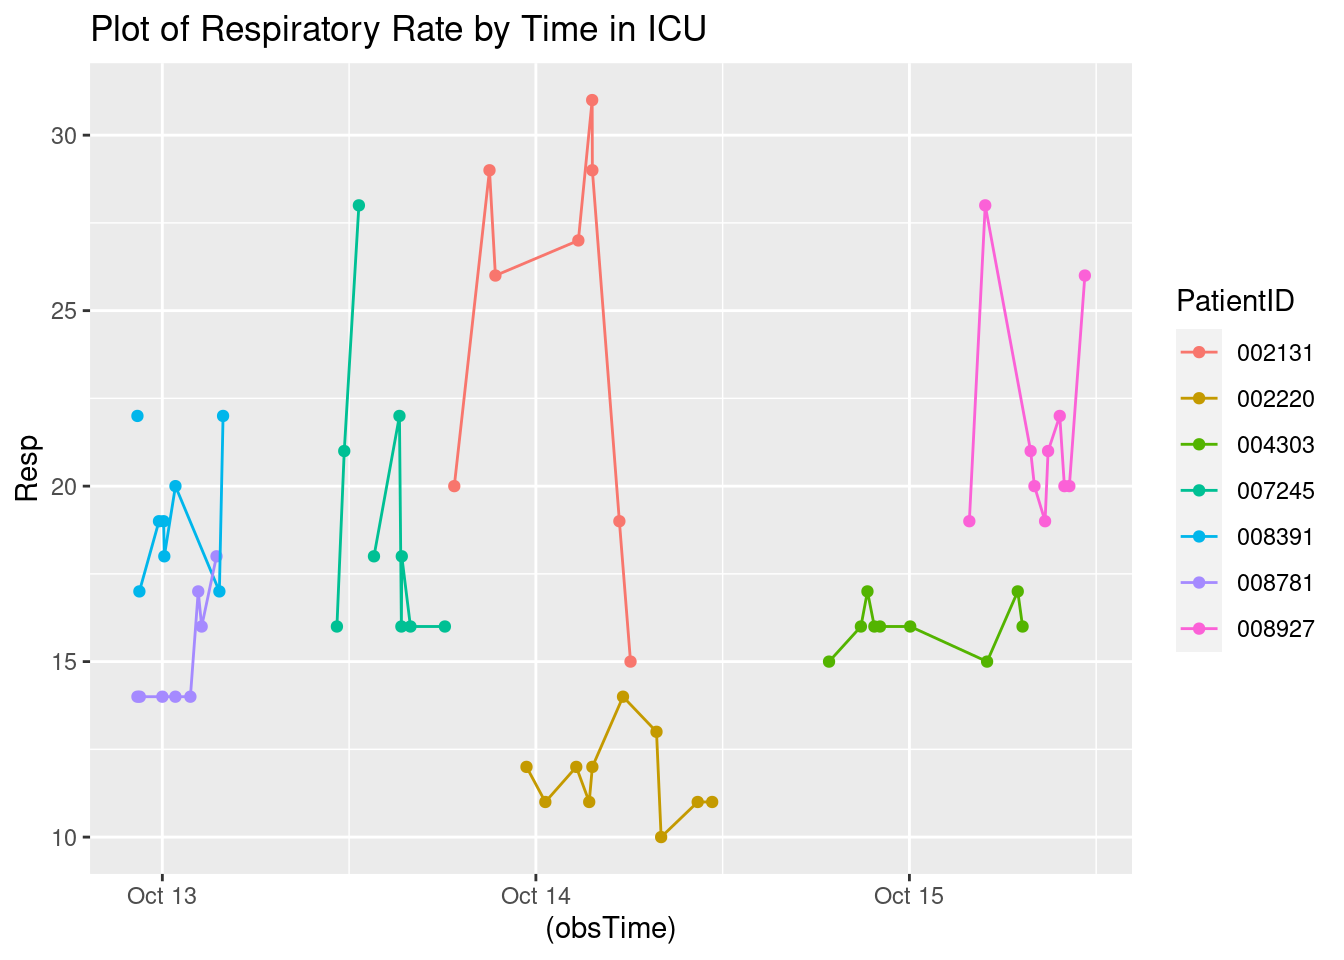 Plot of Respiratory Rate by Time in ICU
30
25
20
15
10
Resp
Oct 13
Oct 14
Oct 15
(obsTime)
PatientID
002131
002220
004303
007245
008391
008781
008927